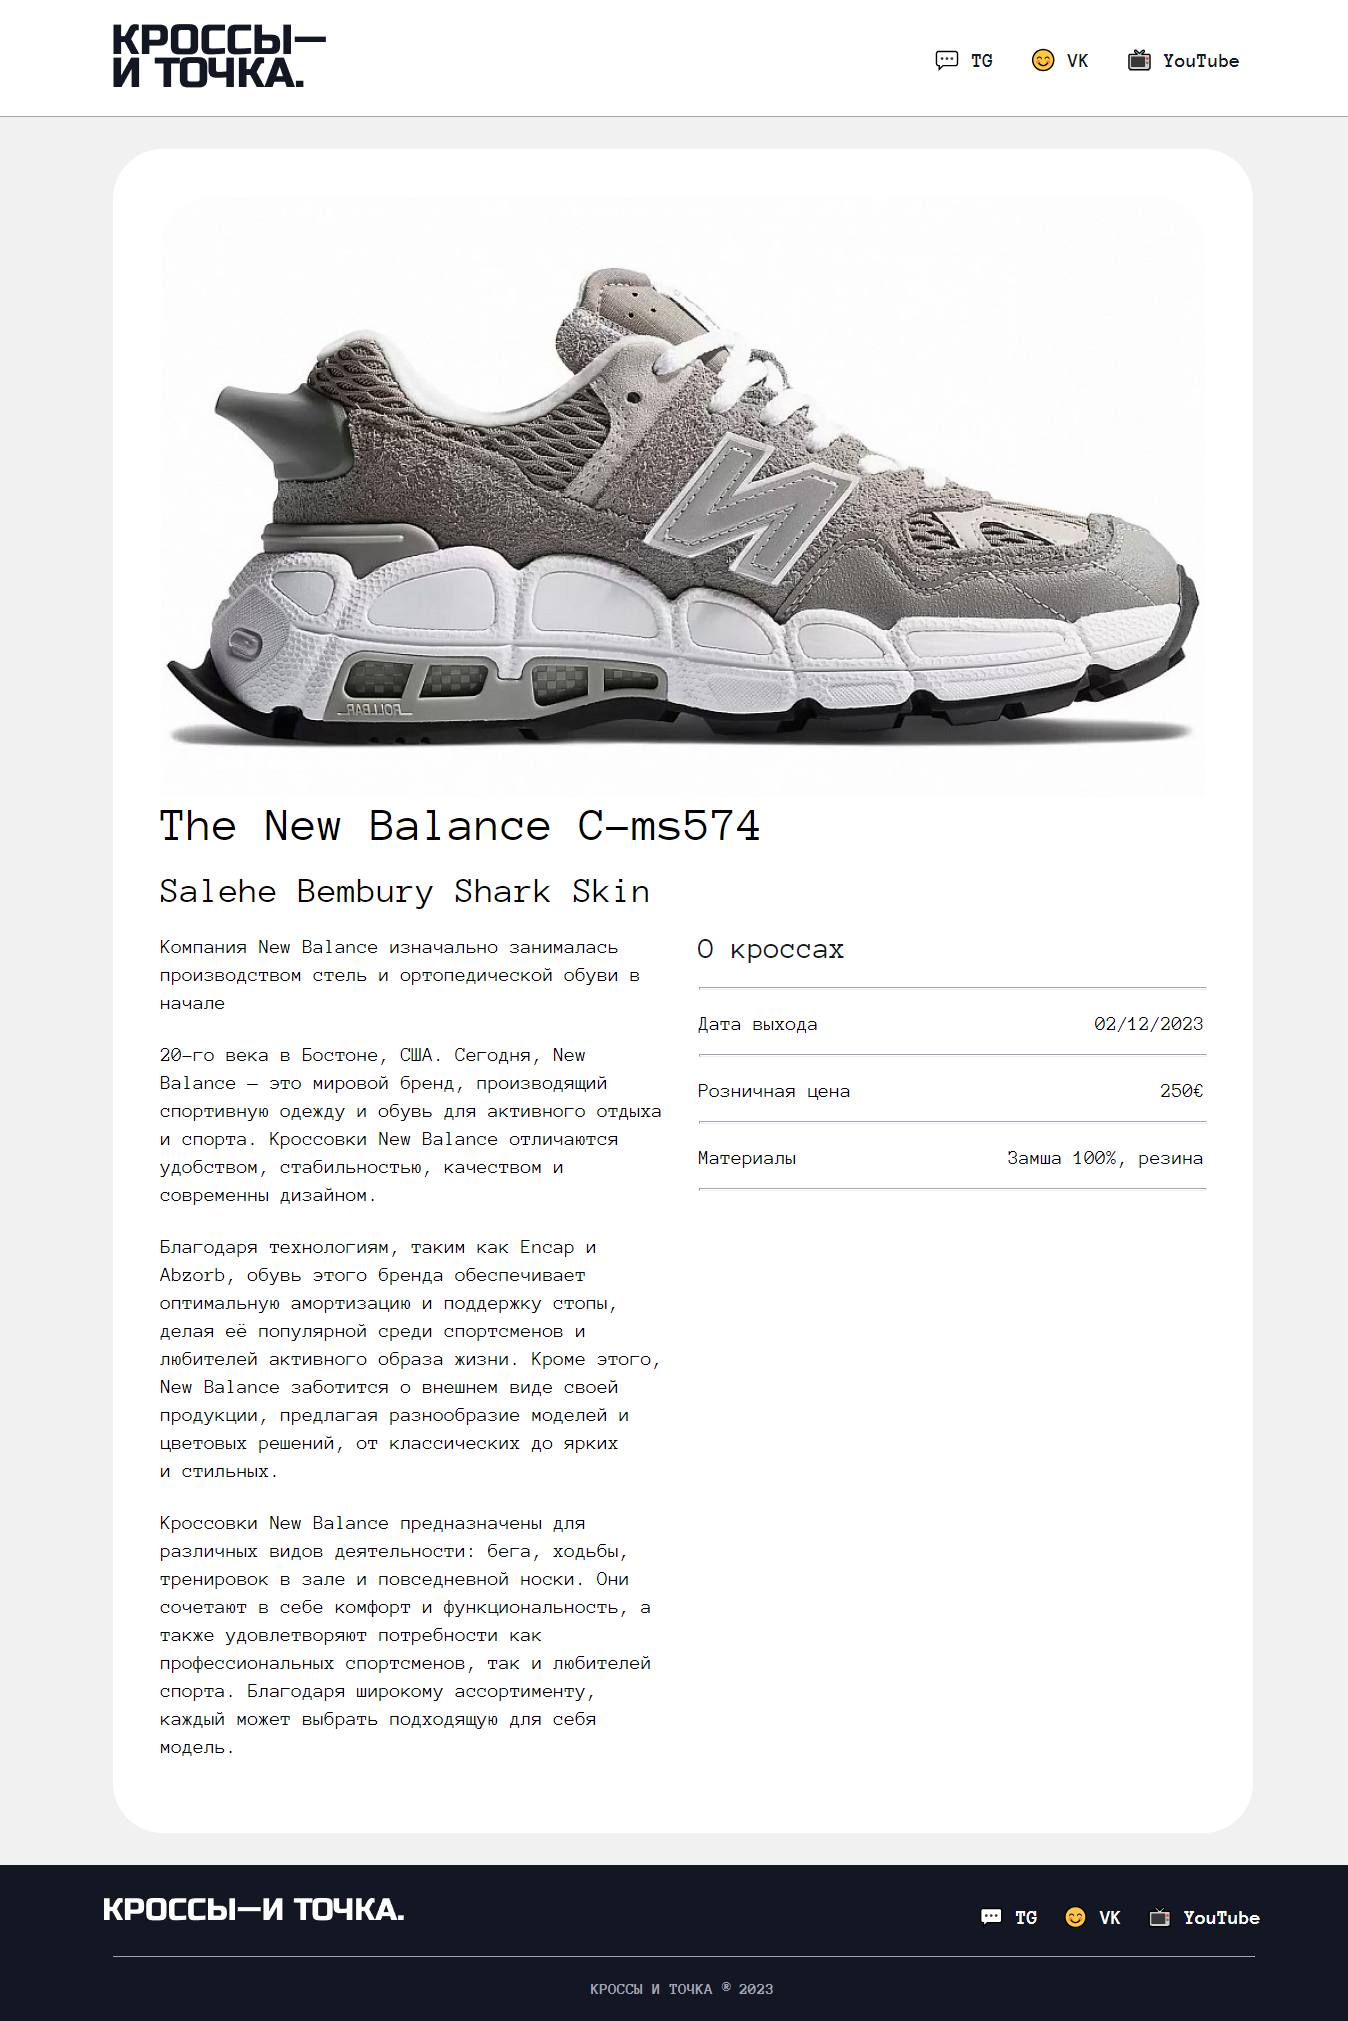 КРОССЫ—
И ТОЧКА.
TG
VK
YouTube
ROLLBAR
The New Balance C-ms574
Salehe Bembury Shark Skin
Компания New Balance изначально занималась
производством стель и ортопедической обуви в
начале
20-го века в Бостоне, США. Сегодня, New
Balance — это мировой бренд, производящий
спортивную одежду и обувь для активного отдыха
и спорта. Кроссовки New Balance отличаются
удобством, стабильностью, качеством и
современны дизайном.
Благодаря технологиям, таким как Encap и
Abzorb, обувь этого бренда обеспечивает
оптимальную амортизацию и поддержку стопы,
делая её популярной среди спортсменов и
любителей активного образа жизни. Кроме этого,
New Balance заботится о внешнем виде своей
продукции, предлагая разнообразие моделей и
цветовых решений, от классических до ярких
и стильных.
Кроссовки New Balance предназначены для
различных видов деятельности: бега, ходьбы,
тренировок в зале и повседневной носки. Они
сочетают в себе комфорт и функциональность, а
также удовлетворяют потребности как
профессиональных спортсменов, так и любителей
спорта. Благодаря широкому ассортименту,
каждый может выбрать подходящую для себя
модель.
О кроссах
Дата выхода 02/12/2023
Розничная цена 250€
Материалы Замша 100%, резина
КРОССЫ—И ТОЧКА.
TG
VK
YouTube
КРОССЫ И ТОЧКА ® 2023